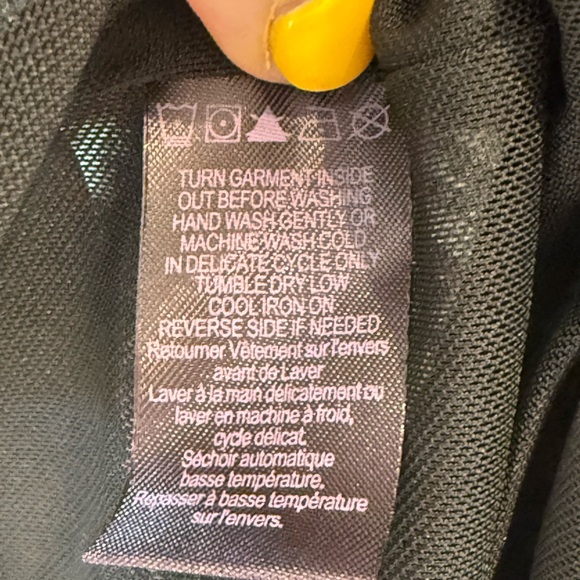 TURN GARMENT INSIDE
OUT BEFORE WASHING
HAND WASH GENTLY OR
MACHINE WASH COLD
IN DELICATE CYCLE ONLY
TUMBLE DRY LOW
COOL IRON ON
REVERSE SIDE IF NEEDED
Retourner Vêtement sur l'envers
avant de Laver
Laver à la main délicatement ou
laver en machine à froid,
cycle délicat.
Séchoir automatique
basse température.
Repasser à basse température
sur l'envers.